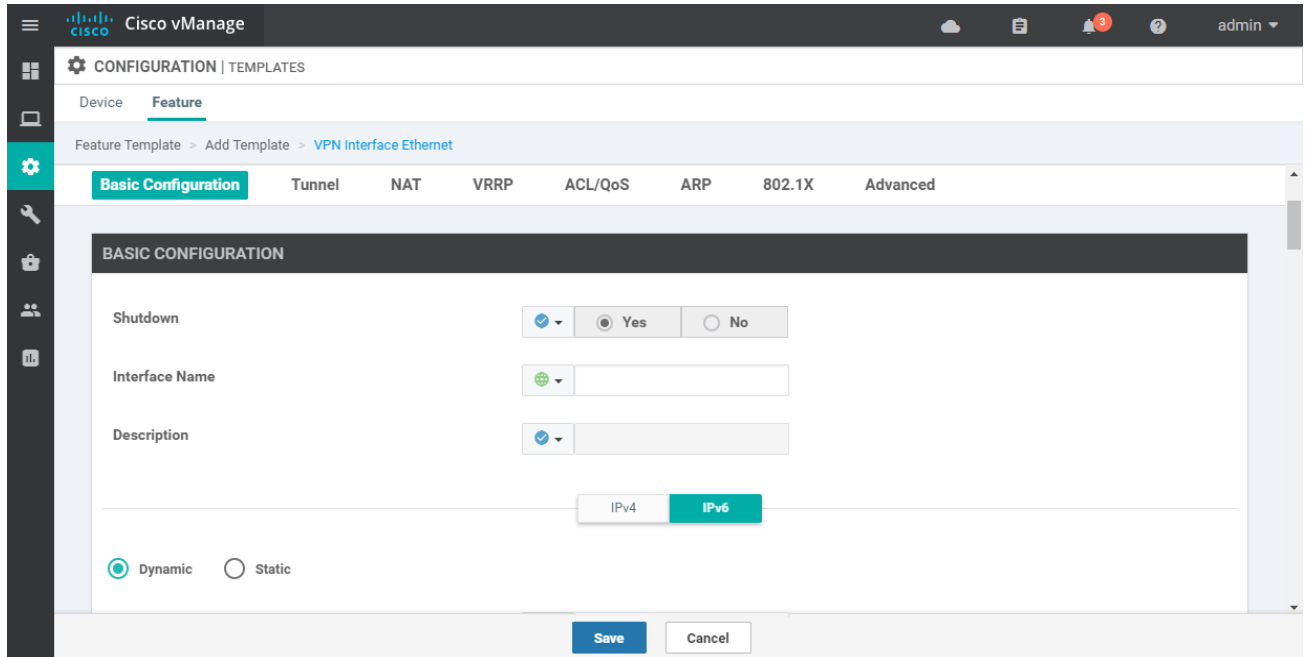 cisco Cisco vManage 3 admin
CONFIGURATION | TEMPLATES
Device Feature
Feature Template > Add Template > VPN Interface Ethernet
Basic Configuration Tunnel NAT VRRP ACL/QoS ARP 802.1X Advanced
BASIC CONFIGURATION
Shutdown Yes No
Interface Name
Description
IPv4 IPv6
Dynamic Static
Save Cancel